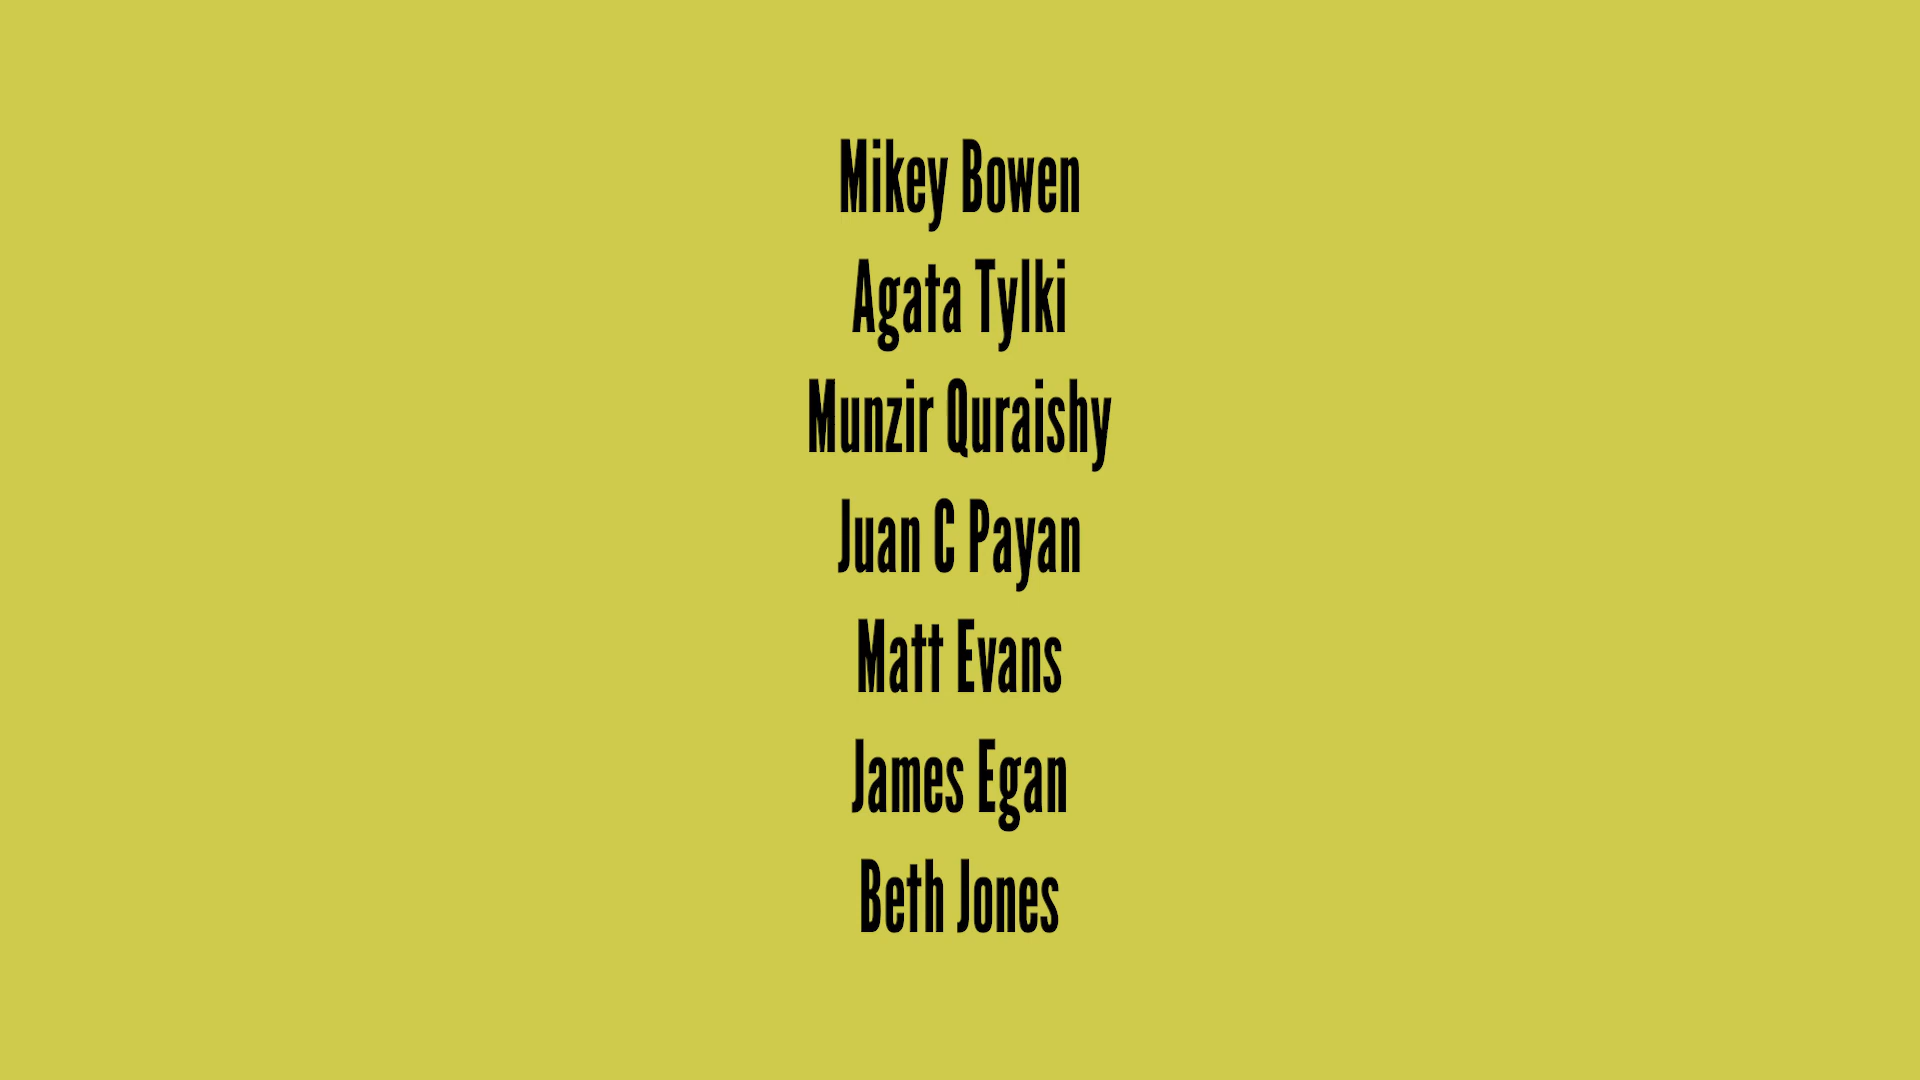 Mikey Bowen
Agata Tylki
Munzir Quraishy
Juan C Payan
Matt Evans
James Egan
Beth Jones